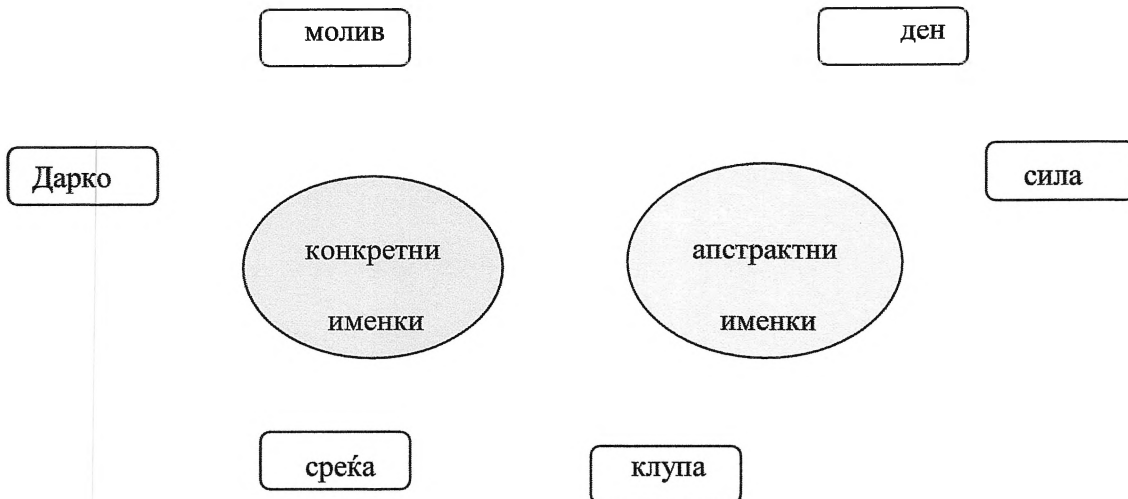 молив
ден
Дарко
сила
конкретни
именки
апстрактни
именки
среќа
клупа